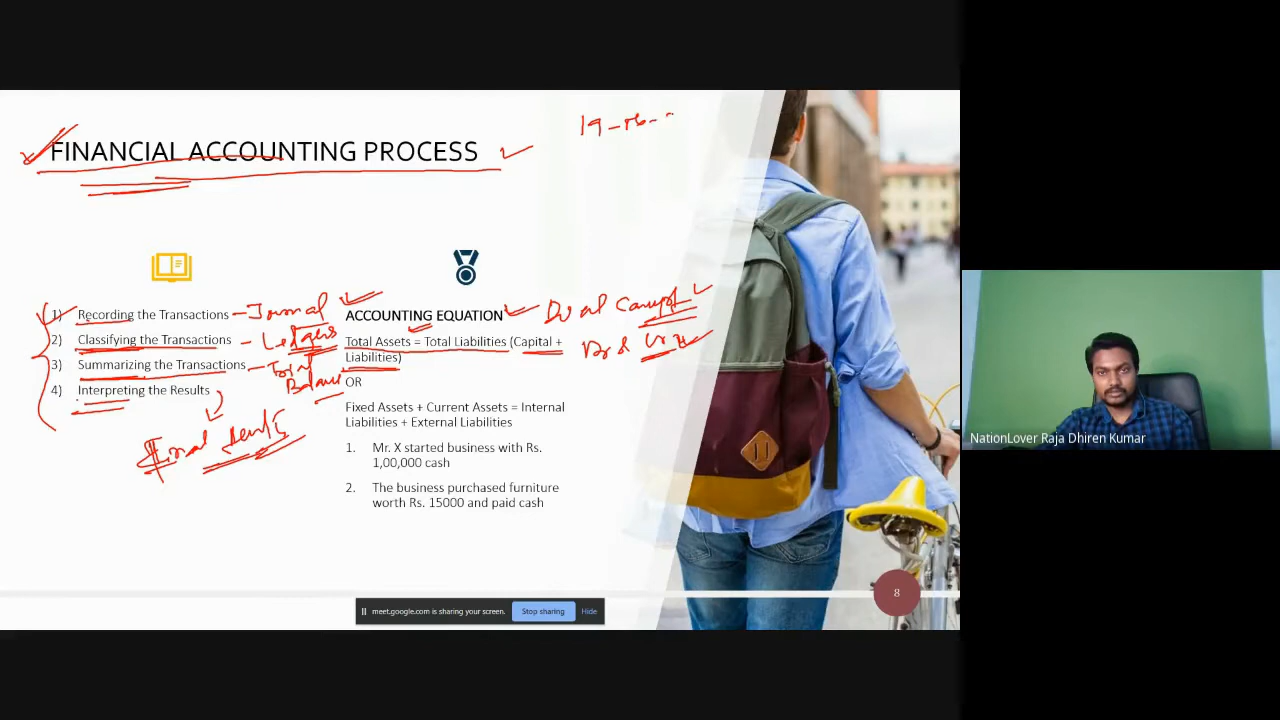 FINANCIAL ACCOUNTING PROCESS
1) Recording the Transactions – Journal
2) Classifying the Transactions – Ledgers
3) Summarizing the Transactions – Trial Balance
4) Interpreting the Results
Final
ACCOUNTING EQUATION – Dual Concept
Total Assets = Total Liabilities (Capital +
Liabilities)
Dr &
OR
Fixed Assets + Current Assets = Internal
Liabilities + External Liabilities
1. Mr. X started business with Rs.
1,00,000 cash
2. The business purchased furniture
worth Rs. 15000 and paid cash
8
meet.google.com is sharing your screen. Stop sharing Hide
NationLover Raja Dhiren Kumar